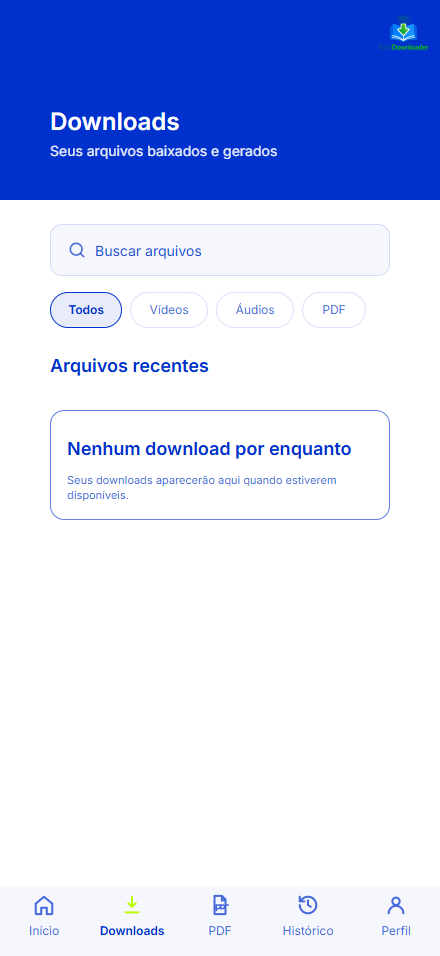 Downloader
Downloads
Seus arquivos baixados e gerados
Buscar arquivos
Todos
Vídeos
Áudios
PDF
Arquivos recentes
Nenhum download por enquanto
Seus downloads aparecerão aqui quando estiverem
disponíveis.
Início
Downloads
PDF
Histórico
Perfil